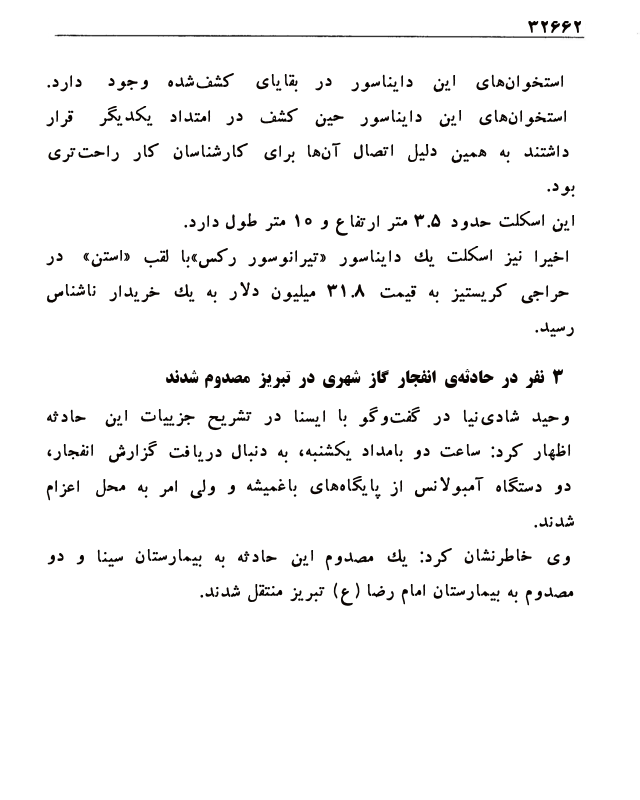 ۳۲۶۶۲
استخوان‌های این دایناسور در بقایای کشف‌شده وجود دارد.
استخوان‌های این دایناسور حین کشف در امتداد یکدیگر قرار
داشتند به همین دلیل اتصال آن‌ها برای کارشناسان کار راحت‌تری
بود.
این اسکلت حدود ۳.۵ متر ارتفاع و ۱۰ متر طول دارد.
اخیرا نیز اسکلت یك دایناسور «تیرانوسور رکس»با لقب «استن» در
حراجی کریستیز به قیمت ۳۱.۸ میلیون دلار به یك خریدار ناشناس
رسید.
۳ نفر در حادثه‌ی انفجار گاز شهری در تبریز مصدوم شدند
وحید شادی‌نیا در گفت‌وگو با ایسنا در تشریح جزییات این حادثه
اظهار کرد: ساعت دو بامداد یکشنبه، به دنبال دریافت گزارش انفجار،
دو دستگاه آمبولانس از پایگاه‌های باغمیشه و ولی امر به محل اعزام
شدند.
وی خاطرنشان کرد: یك مصدوم این حادثه به بیمارستان سینا و دو
مصدوم به بیمارستان امام رضا (ع) تبریز منتقل شدند.